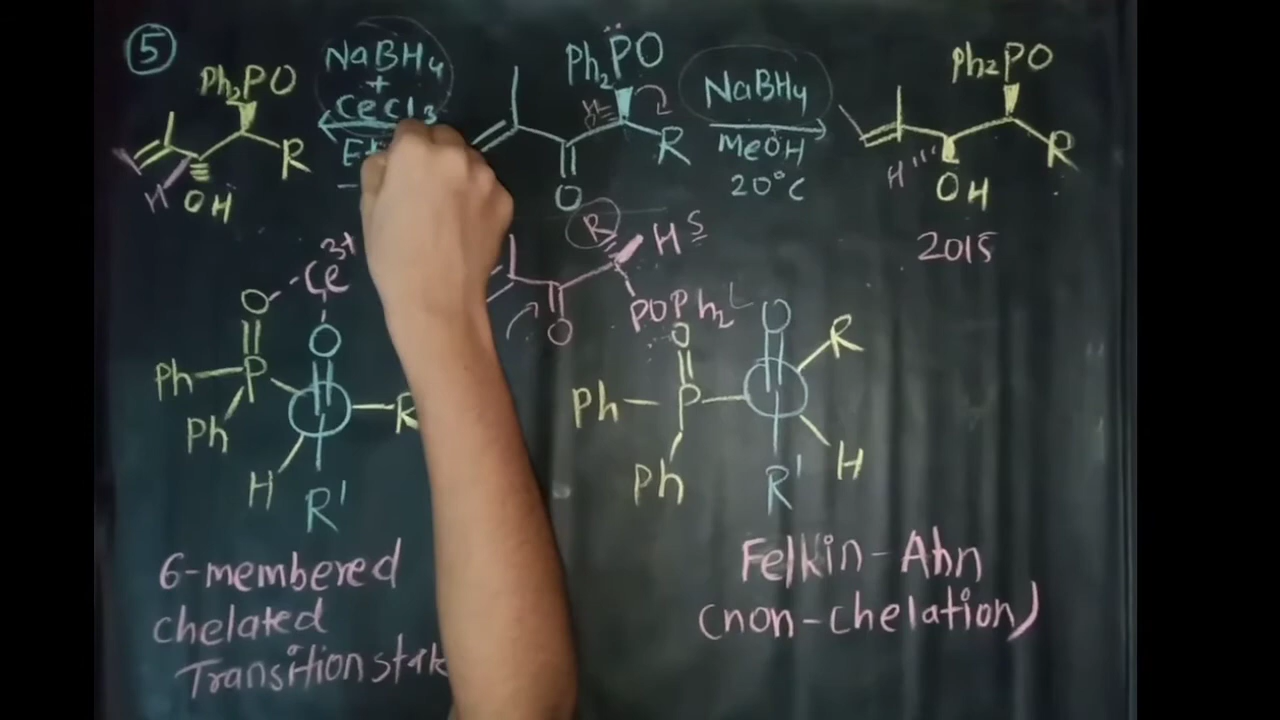 5
Ph2PO
R
H
OH
NaBH4
+
CeCl3
Ph2PO
H
R
O
NaBH4
MeOH
20°C
Ph2PO
R
H
OH
2015
R
H S
O
POPh2 L
Ce3+
O
O
Ph
P
Ph
R
H
R'
6-membered
chelated
O
O
R
Ph
P
Ph
H
R'
Felkin-Ahn
(non-chelation)
Transition